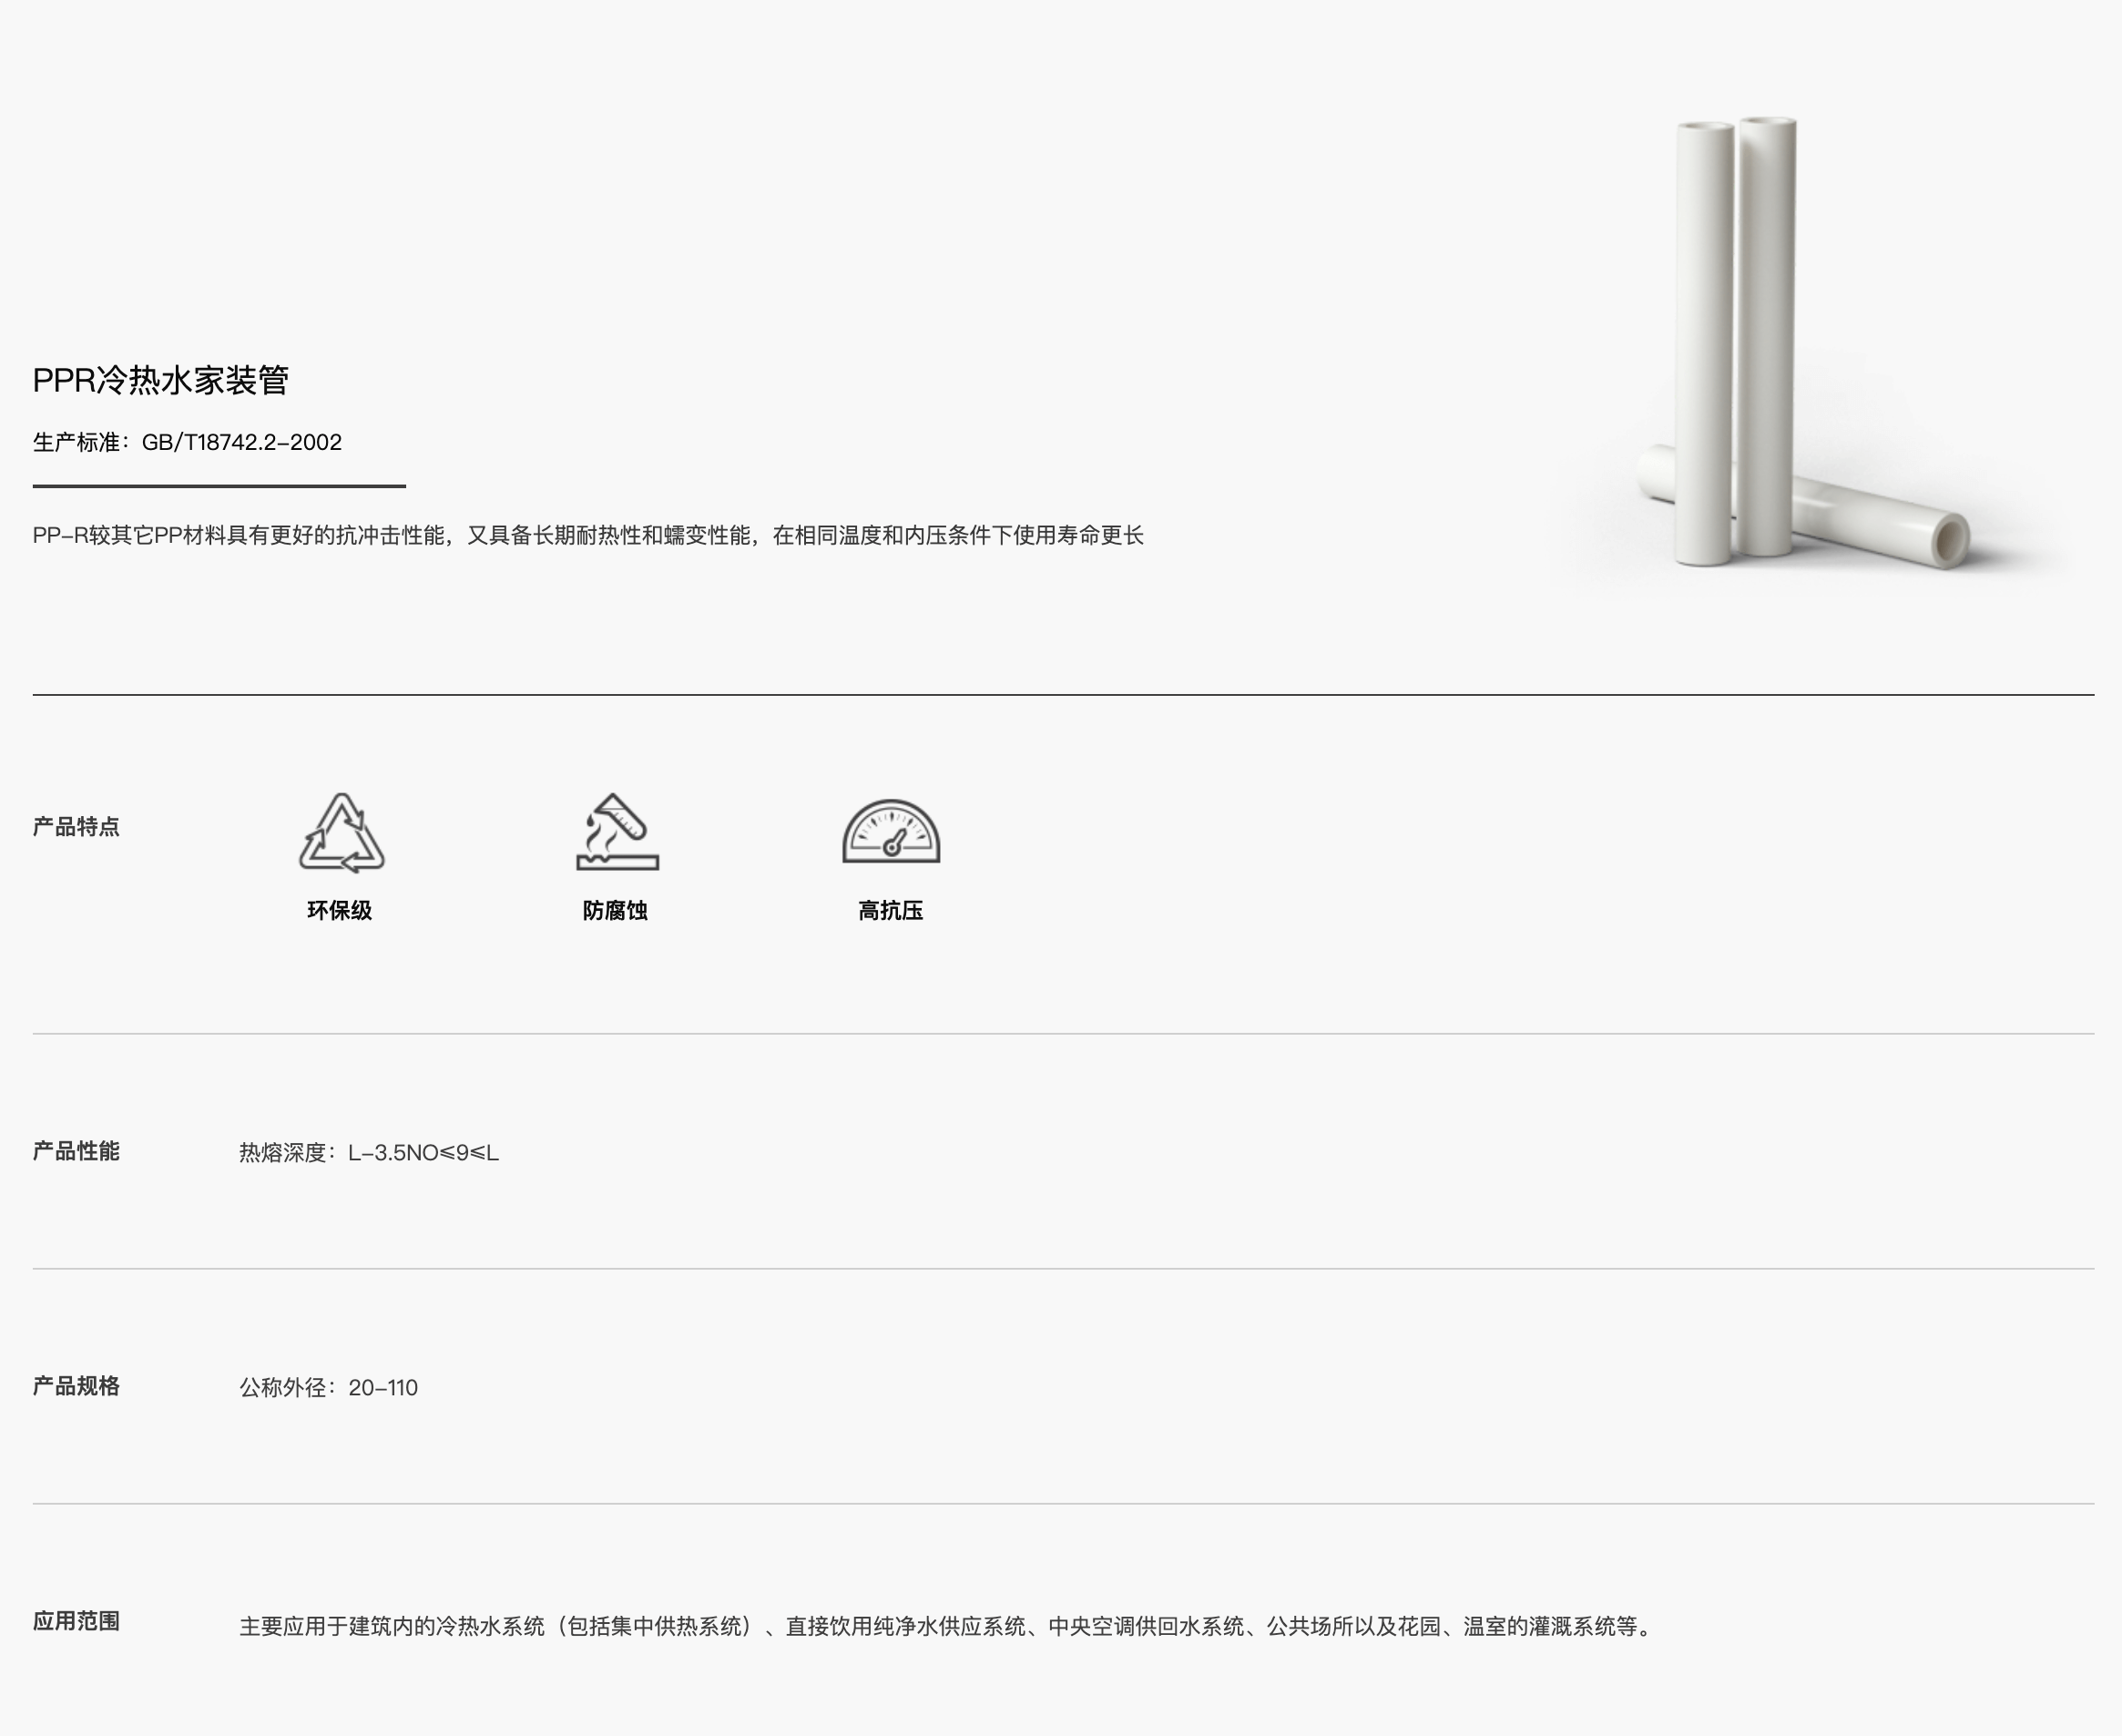 PPR冷热水家装管
生产标准：GB/T18742.2-2002
PP-R较其它PP材料具有更好的抗冲击性能，又具备长期耐热性和蠕变性能，在相同温度和内压条件下使用寿命更长
产品特点
环保级
防腐蚀
高抗压
产品性能
热熔深度：L-3.5NO≤9≤L
产品规格
公称外径：20-110
应用范围
主要应用于建筑内的冷热水系统（包括集中供热系统）、直接饮用纯净水供应系统、中央空调供回水系统、公共场所以及花园、温室的灌溉系统等。